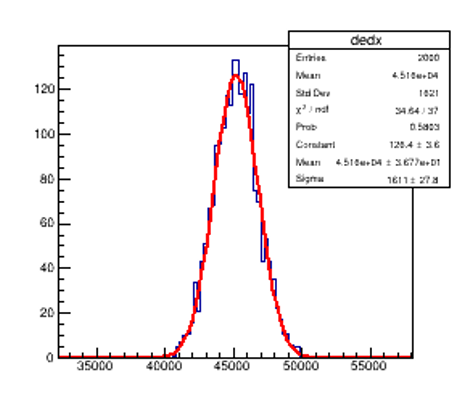 dedx
Entries 2000
Mean 4.516e+04
Std Dev 1621
χ² / ndf 34.64 / 37
Prob 0.5803
Constant 126.4 ± 3.6
Mean 4.516e+04 ± 3.677e+01
Sigma 1611 ± 27.8
120
100
80
60
40
20
0
35000 40000 45000 50000 55000